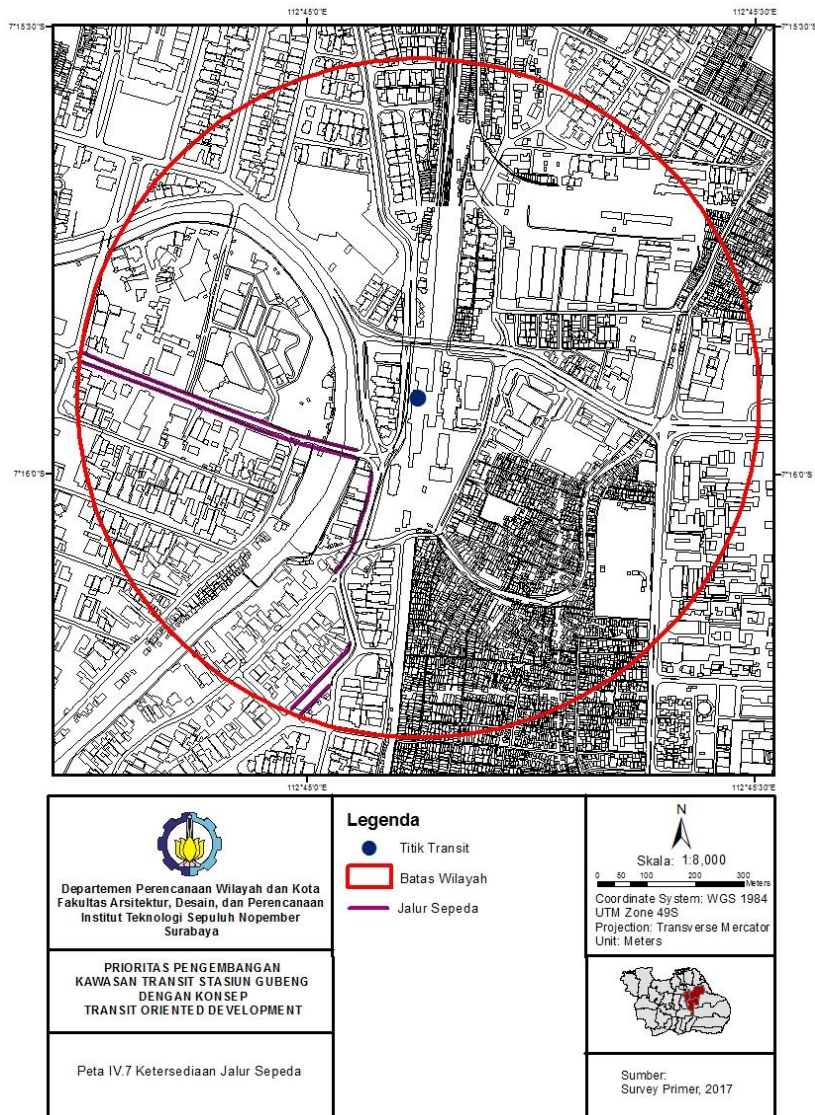 112°45'0"E
112°45'30"E
7°15'30"S
7°15'30"S
7°16'0"S
7°16'0"S
112°45'0"E
112°45'30"E
Departemen Perencanaan Wilayah dan Kota
Fakultas Arsitektur, Desain, dan Perencanaan
Institut Teknologi Sepuluh Nopember
Surabaya
PRIORITAS PENGEMBANGAN
KAWASAN TRANSIT STASIUN GUBENG
DENGAN KONSEP
TRANSIT ORIENTED DEVELOPMENT
Peta IV.7 Ketersediaan Jalur Sepeda
Legenda
Titik Transit
Batas Wilayah
Jalur Sepeda
N
Skala: 1:8,000
0 50 100 200 300
Meters
Coordinate System: WGS 1984
UTM Zone 49S
Projection: Transverse Mercator
Unit: Meters
Sumber:
Survey Primer, 2017